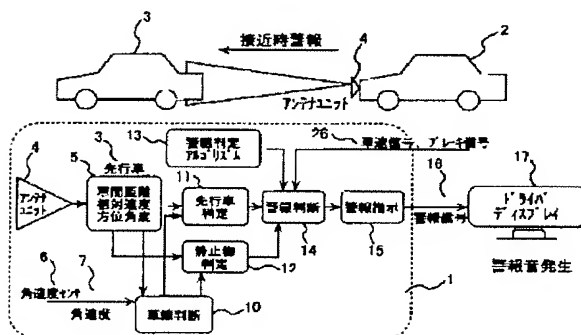 3
接近時警報
4
2
アンテナユニット
13
警報判定
アルゴリズム
26
車速信号、ブレーキ信号
3
先行車
4
アンテナ
ユニット
5
車間距離
相対速度
方位角度
11
先行車
判定
警報判断
14
警報指示
15
16
警報信号
17
ドライバ
ディスプレイ
警報音発生
静止物
判定
12
6
角速度センサ
7
角速度
車線判断
10
1